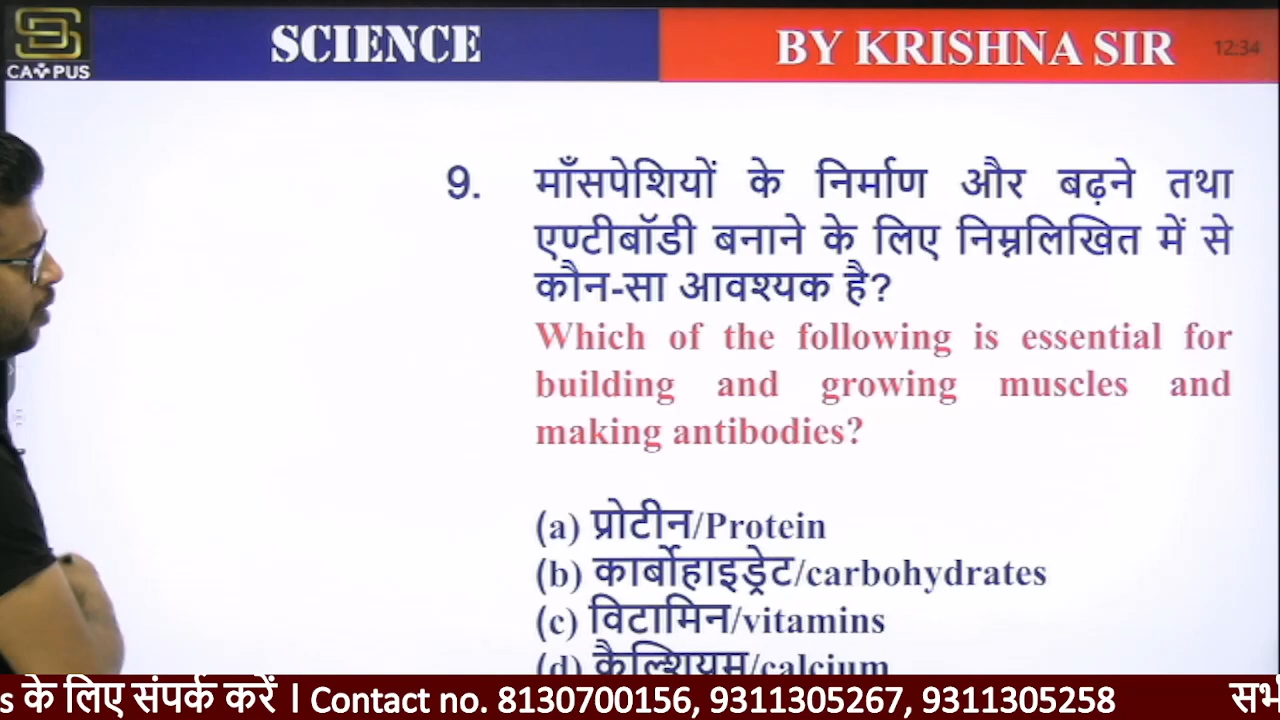 SCIENCE
BY KRISHNA SIR
12:34
CAMPUS
9. माँसपेशियों के निर्माण और बढ़ने तथा
एण्टीबॉडी बनाने के लिए निम्नलिखित में से
कौन-सा आवश्यक है?
Which of the following is essential for
building and growing muscles and
making antibodies?
(a) प्रोटीन/Protein
(b) कार्बोहाइड्रेट/carbohydrates
(c) विटामिन/vitamins
(d) कैल्शियम/calcium
s के लिए संपर्क करें । Contact no. 8130700156, 9311305267, 9311305258
सभी